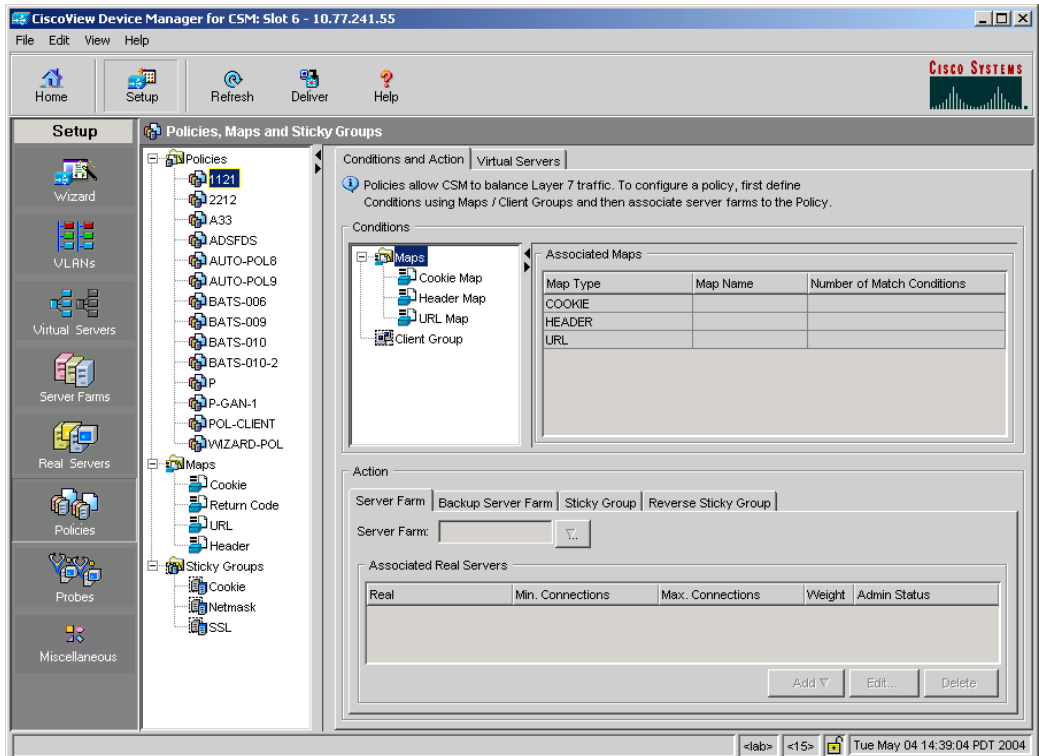 CiscoView Device Manager for CSM: Slot 6 - 10.77.241.55
File Edit View Help
Home Setup Refresh Deliver Help
CISCO SYSTEMS
Setup
Wizard
VLANs
Virtual Servers
Server Farms
Real Servers
Policies
Probes
Miscellaneous
Policies, Maps and Sticky Groups
Policies
1121
2212
A33
ADSFDS
AUTO-POL8
AUTO-POL9
BATS-006
BATS-009
BATS-010
BATS-010-2
P
P-GAN-1
POL-CLIENT
WIZARD-POL
Maps
Cookie
Return Code
URL
Header
Sticky Groups
Cookie
Netmask
SSL
Conditions and Action Virtual Servers
Policies allow CSM to balance Layer 7 traffic. To configure a policy, first define
Conditions using Maps / Client Groups and then associate server farms to the Policy.
Conditions
Maps
Cookie Map
Header Map
URL Map
Client Group
Associated Maps
Map Type Map Name Number of Match Conditions
COOKIE
HEADER
URL
Action
Server Farm Backup Server Farm Sticky Group Reverse Sticky Group
Server Farm:
Associated Real Servers
Real Min. Connections Max. Connections Weight Admin Status
Add Edit... Delete
<lab> <15> Tue May 04 14:39:04 PDT 2004